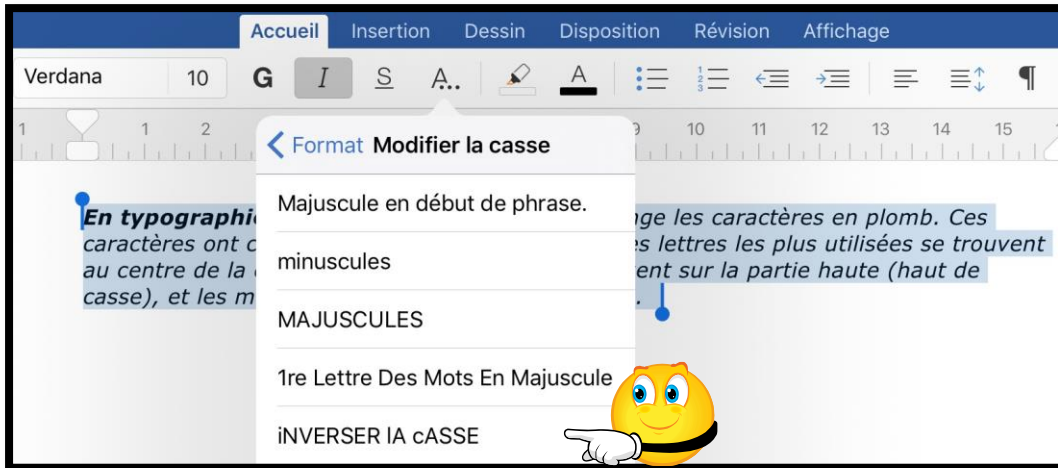 Accueil Insertion Dessin Disposition Révision Affichage
Verdana 10 G I S A...  A ¶
1 1 2 9 10 11 12 13 14 15
Format Modifier la casse
Majuscule en début de phrase.
minuscules
MAJUSCULES
1re Lettre Des Mots En Majuscule
iNVERSER lA cASSE
En typographi ge les caractères en plomb. Ces
caractères ont c s lettres les plus utilisées se trouvent
au centre de la ent sur la partie haute (haut de
casse), et les m .